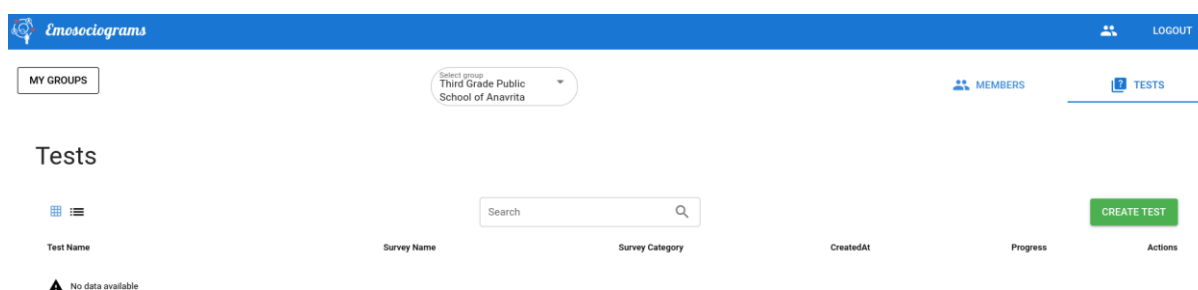 Emosociograms
LOGOUT
MY GROUPS
Select group
Third Grade Public
School of Anavrita
MEMBERS
TESTS
Tests
Search
CREATE TEST
Test Name Survey Name Survey Category CreatedAt Progress Actions
No data available